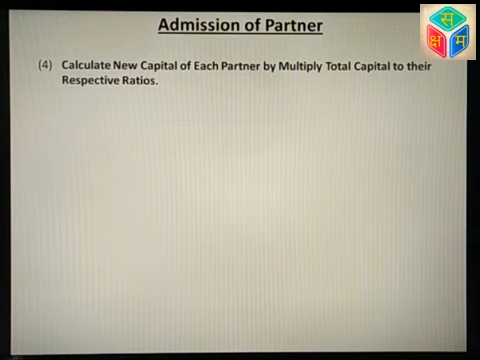 Admission of Partner
स
क्ष म
(4) Calculate New Capital of Each Partner by Multiply Total Capital to their
Respective Ratios.